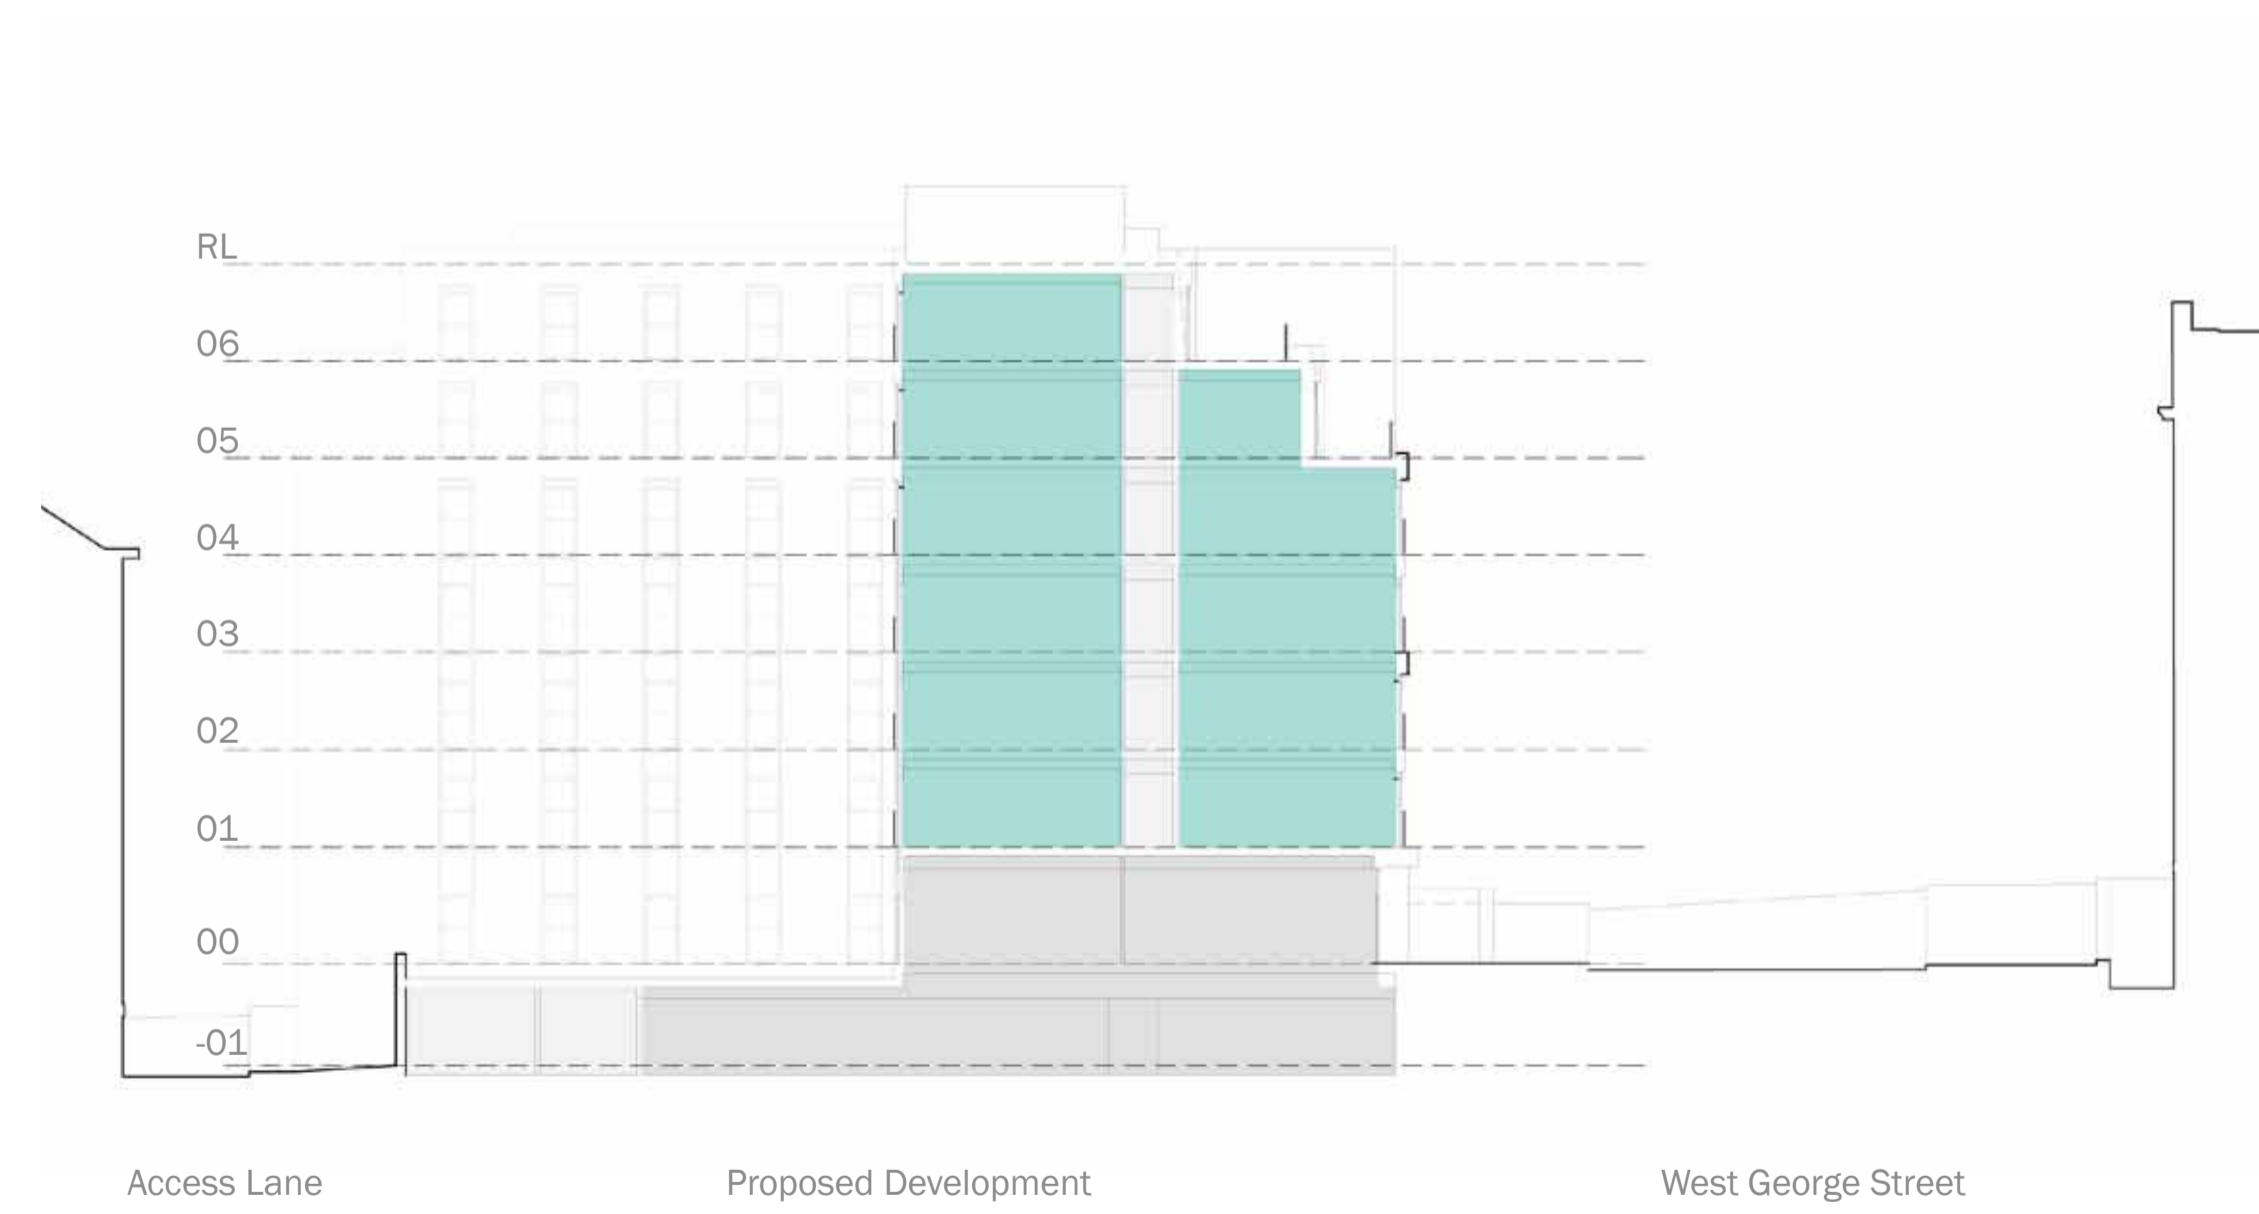 RL
06
05
04
03
02
01
00
-01
Access Lane
Proposed Development
West George Street